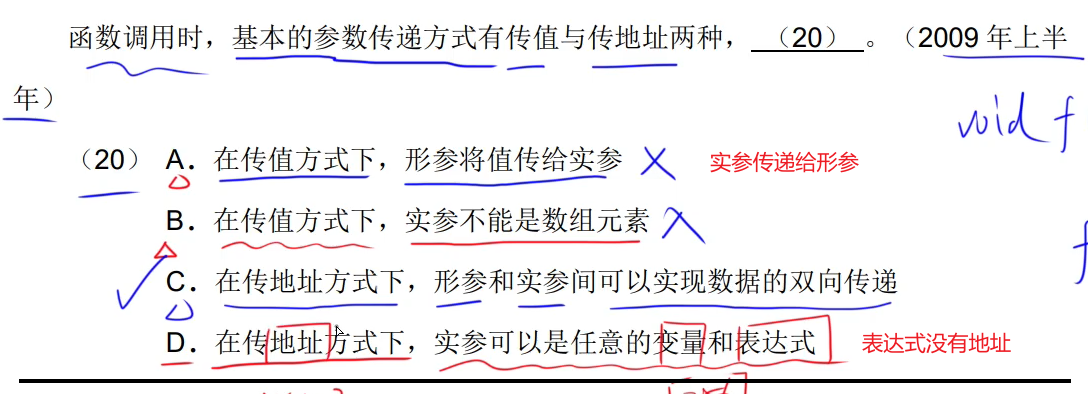 函数调用时，基本的参数传递方式有传值与传地址两种，（20）。（2009 年上半
年）
void f
（20） A．在传值方式下，形参将值传给实参 实参传递给形参
B．在传值方式下，实参不能是数组元素
f
C．在传地址方式下，形参和实参间可以实现数据的双向传递
D．在传地址方式下，实参可以是任意的变量和表达式 表达式没有地址